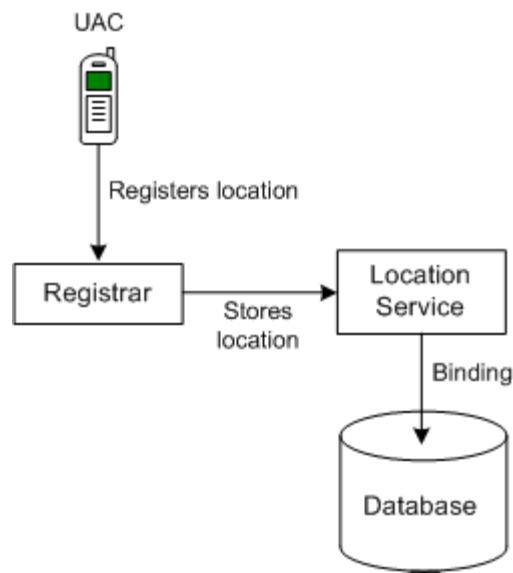 UAC
Registers location
Registrar
Stores
location
Location
Service
Binding
Database